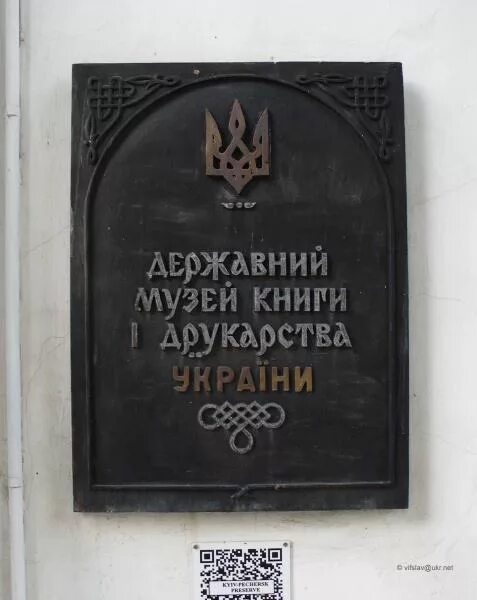 ДЕРЖАВНИЙ
МУЗЕЙ КНИГИ
І ДРУКАРСТВА
УКРАЇНИ
KYIV-PECHERSK
PRESERVE
© vifslav@ukr.net